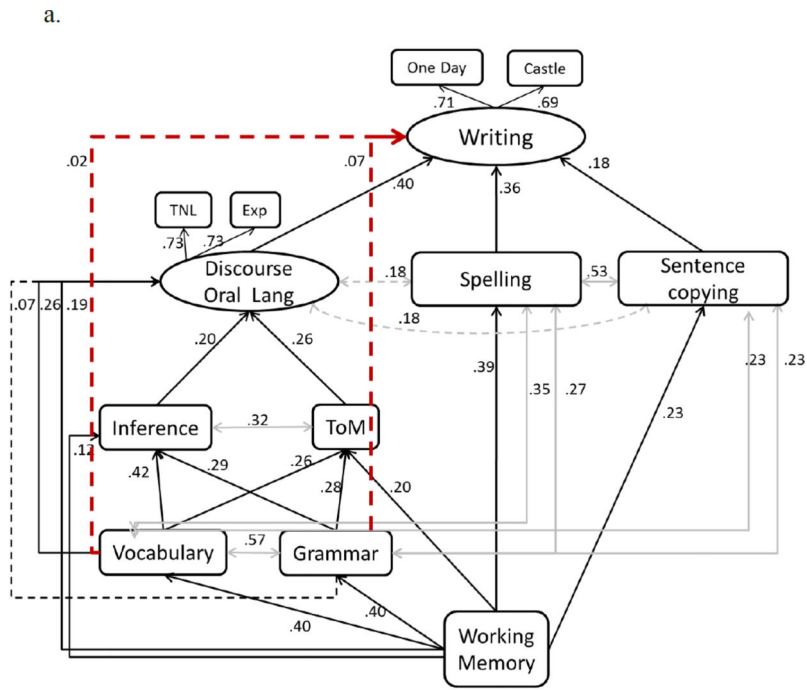 a.
One Day
Castle
.71
.69
Writing
.02
.07
.40
.36
.18
TNL
Exp
.73
.73
Discourse
Oral Lang
.18
Spelling
.53
Sentence
copying
.07
.26
.19
.18
.20
.26
.39
.35
.27
.23
.23
Inference
.32
ToM
.23
.12
.42
.29
.26
.28
.20
Vocabulary
.57
Grammar
.40
.40
Working
Memory